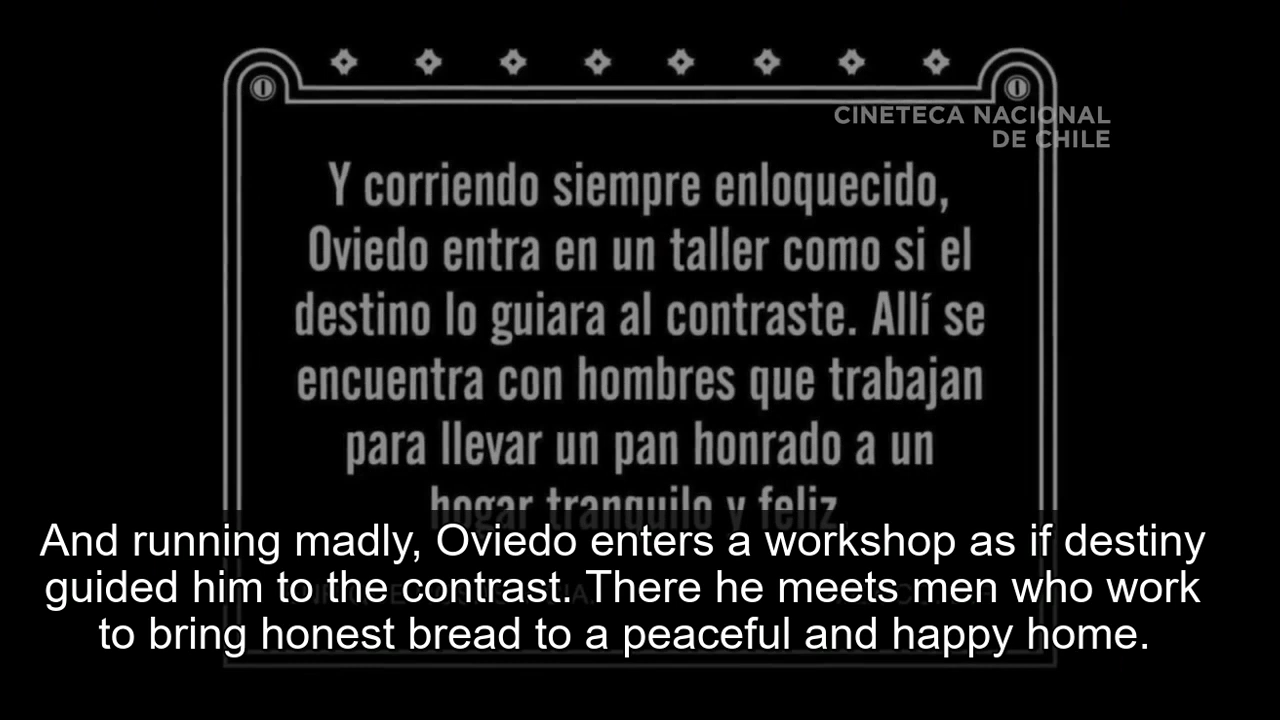 CINETECA NACIONAL
DE CHILE
Y corriendo siempre enloquecido,
Oviedo entra en un taller como si el
destino lo guiara al contraste. Allí se
encuentra con hombres que trabajan
para llevar un pan honrado a un
hogar tranquilo y feliz
And running madly, Oviedo enters a workshop as if destiny
guided him to the contrast. There he meets men who work
to bring honest bread to a peaceful and happy home.